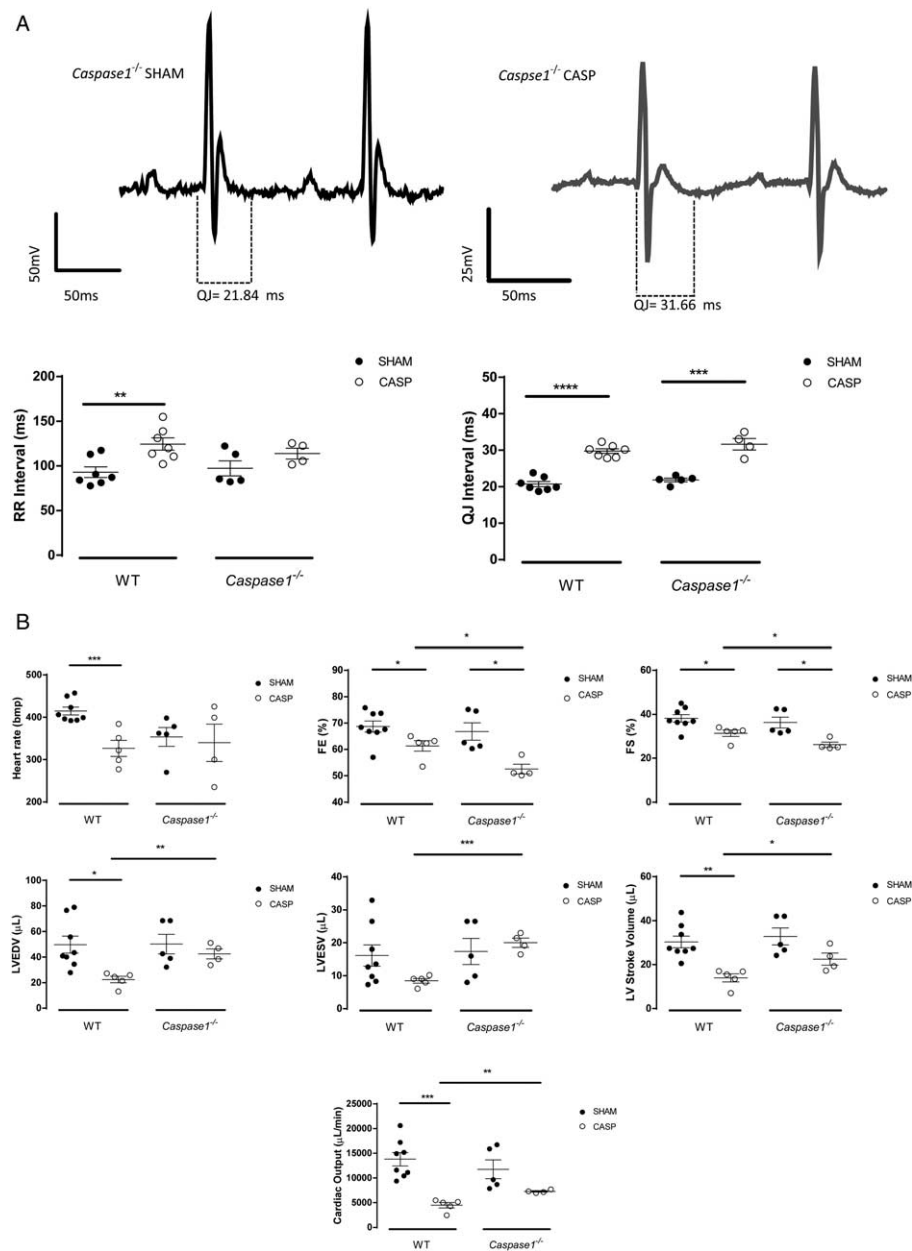 A
Caspase1-/- SHAM
Caspse1-/- CASP
50mV
50ms
QJ= 21.84 ms
25mV
50ms
QJ= 31.66 ms
SHAM
CASP
RR Interval (ms)
200
150
100
50
0
**
WT
Caspase1-/-
SHAM
CASP
QJ Interval (ms)
50
40
30
20
10
0
****
***
WT
Caspase1-/-
B
***
SHAM
CASP
Heart rate (bmp)
500
400
300
200
WT
Caspase1-/-
*
*
*
SHAM
CASP
FE (%)
90
80
70
60
50
40
WT
Caspase1-/-
*
*
*
SHAM
CASP
FS (%)
60
40
20
0
WT
Caspase1-/-
**
*
SHAM
CASP
LVEDV (μL)
100
80
60
40
20
0
WT
Caspase1-/-
***
SHAM
CASP
LVESV (μL)
40
30
20
10
0
WT
Caspase1-/-
*
**
SHAM
CASP
LV Stroke Volume (μL)
60
40
20
0
WT
Caspase1-/-
**
***
SHAM
CASP
Cardiac Output (μL/min)
25000
20000
15000
10000
5000
0
WT
Caspase1-/-